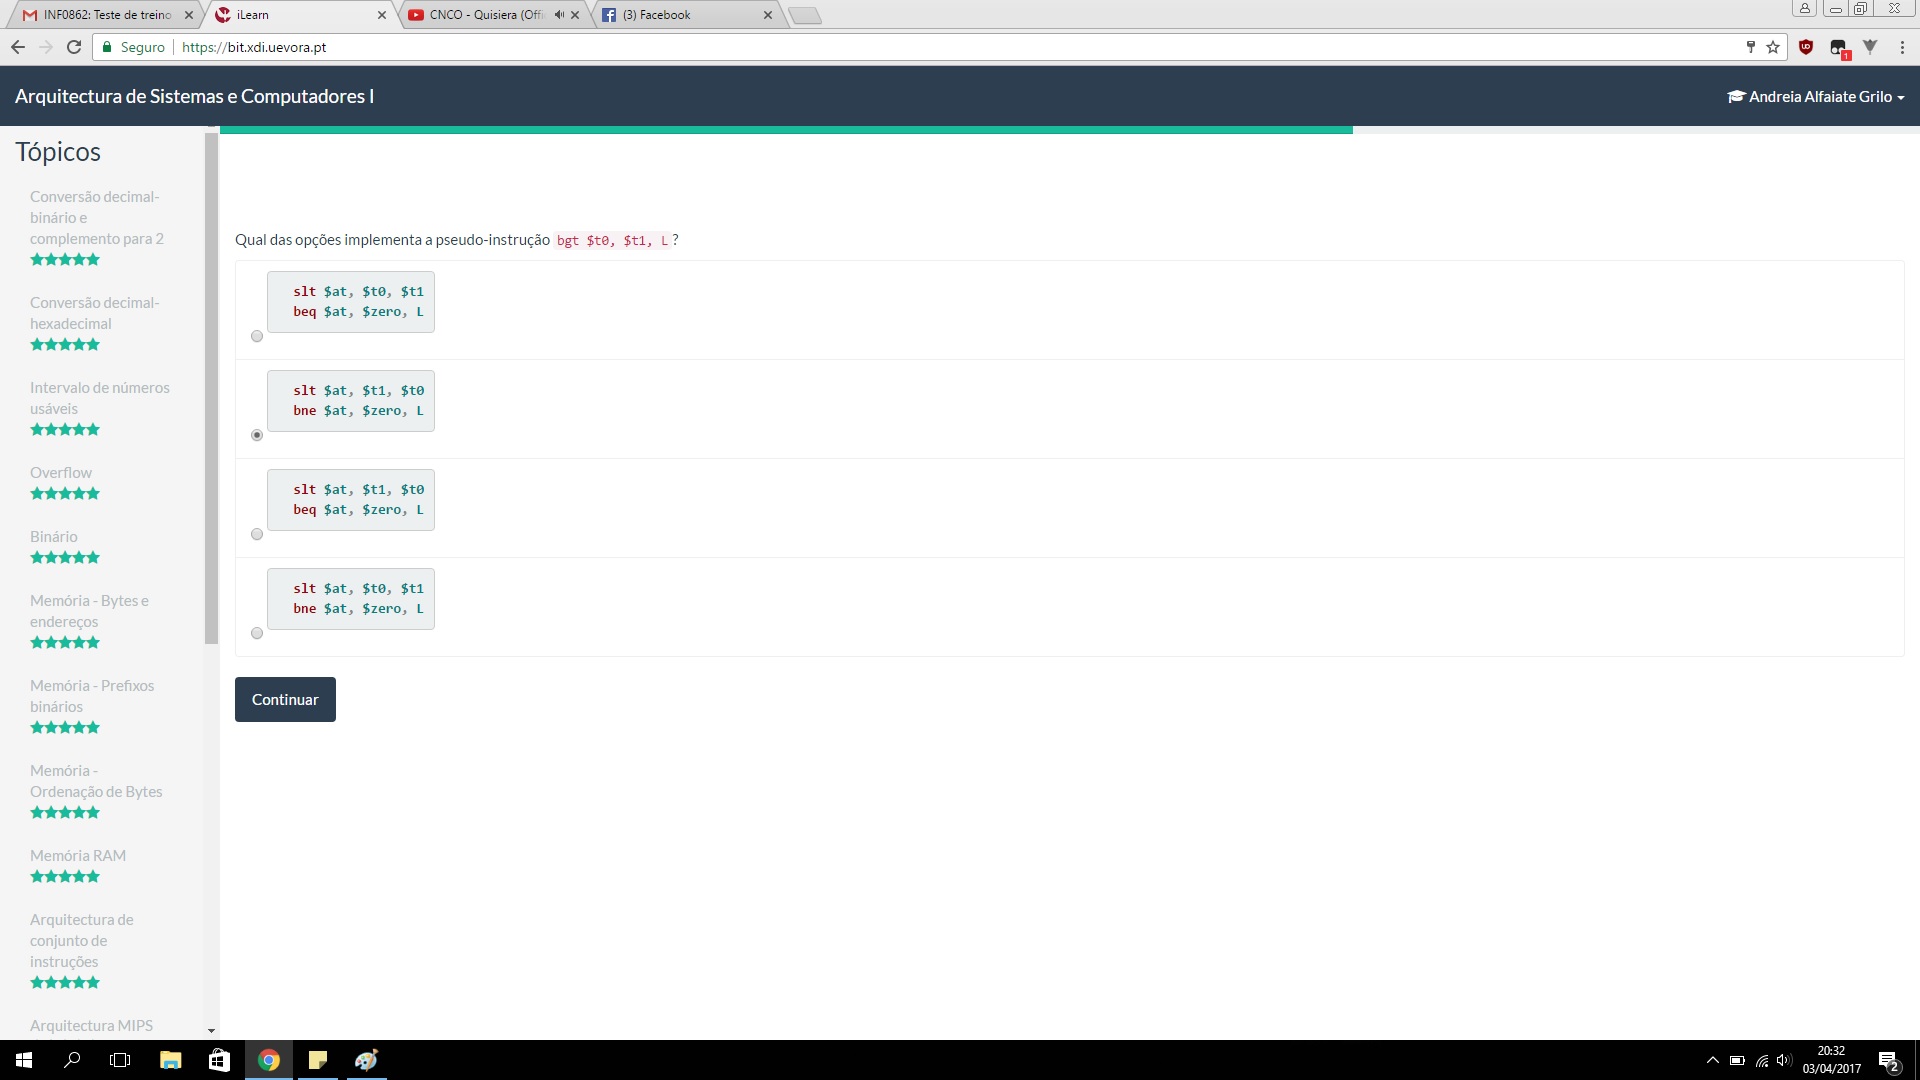 INF0862: Teste de treino
iLearn
CNCO - Quisiera (Offi
(3) Facebook
Seguro
https://bit.xdi.uevora.pt
1
Arquitectura de Sistemas e Computadores I
Andreia Alfaiate Grilo
Tópicos
Conversão decimal-
binário e
complemento para 2
Conversão decimal-
hexadecimal
Intervalo de números
usáveis
Overflow
Binário
Memória - Bytes e
endereços
Memória - Prefixos
binários
Memória -
Ordenação de Bytes
Memória RAM
Arquitectura de
conjunto de
instruções
Arquitectura MIPS
Qual das opções implementa a pseudo-instrução bgt $t0, $t1, L ?
slt $at, $t0, $t1
beq $at, $zero, L
slt $at, $t1, $t0
bne $at, $zero, L
slt $at, $t1, $t0
beq $at, $zero, L
slt $at, $t0, $t1
bne $at, $zero, L
Continuar
20:32
03/04/2017
2